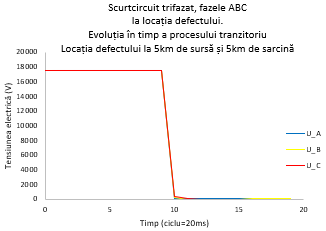 Scurtcircuit trifazat, fazele ABC
la locația defectului.
Evoluția în timp a procesului tranzitoriu
Locația defectului la 5km de sursă și 5km de sarcină
Tensiunea electrică (V)
20000
18000
16000
14000
12000
10000
8000
6000
4000
2000
0
0 5 10 15 20
Timp (ciclu=20ms)
U_A
U_B
U_C